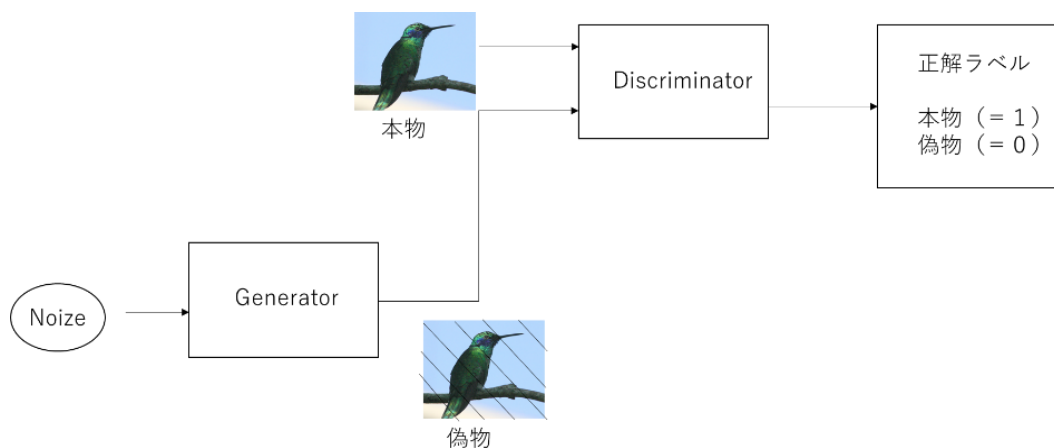 本物
Discriminator
正解ラベル
本物（= 1）
偽物（= 0）
Noize
Generator
偽物